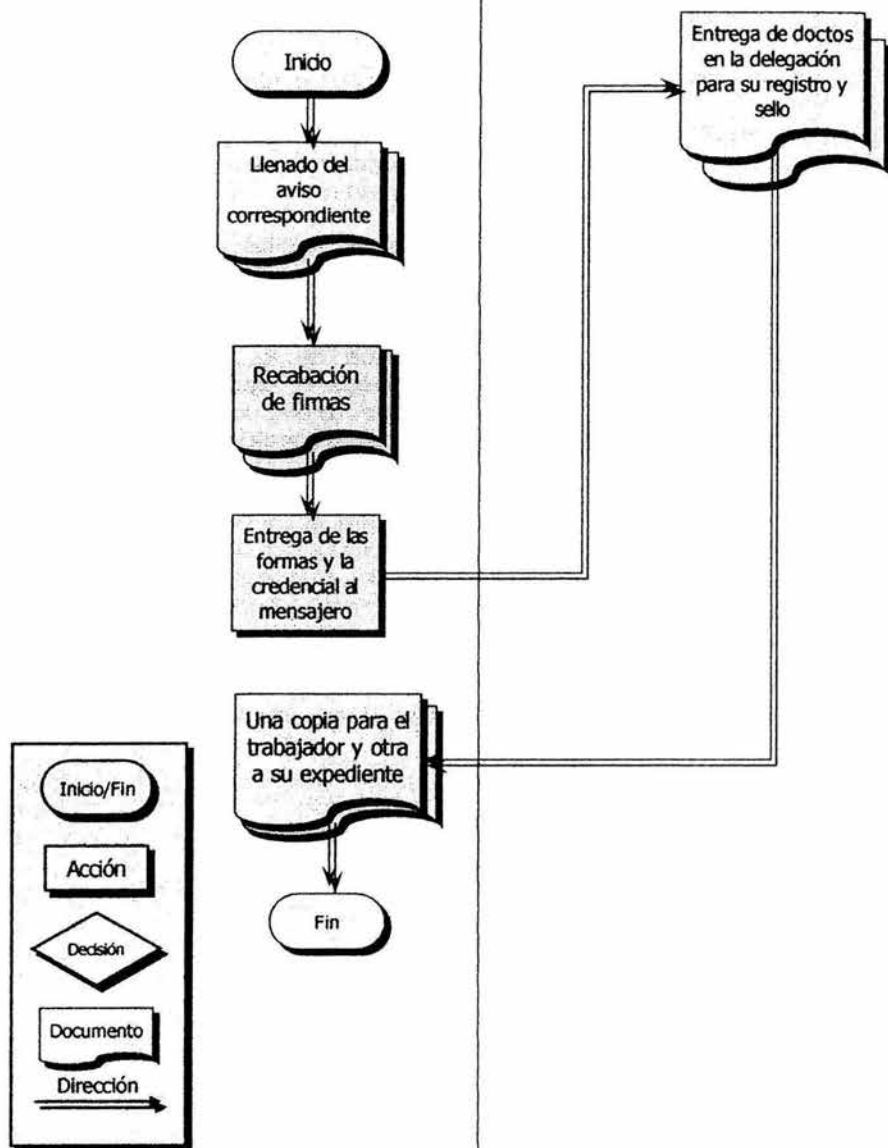 Inicio
Llenado del
aviso
correspondiente
Recabación
de firmas
Entrega de las
formas y la
credencial al
mensajero
Entrega de doctos
en la delegación
para su registro y
sello
Una copia para el
trabajador y otra
a su expediente
Fin
Inicio/Fin
Acción
Decisión
Documento
Dirección